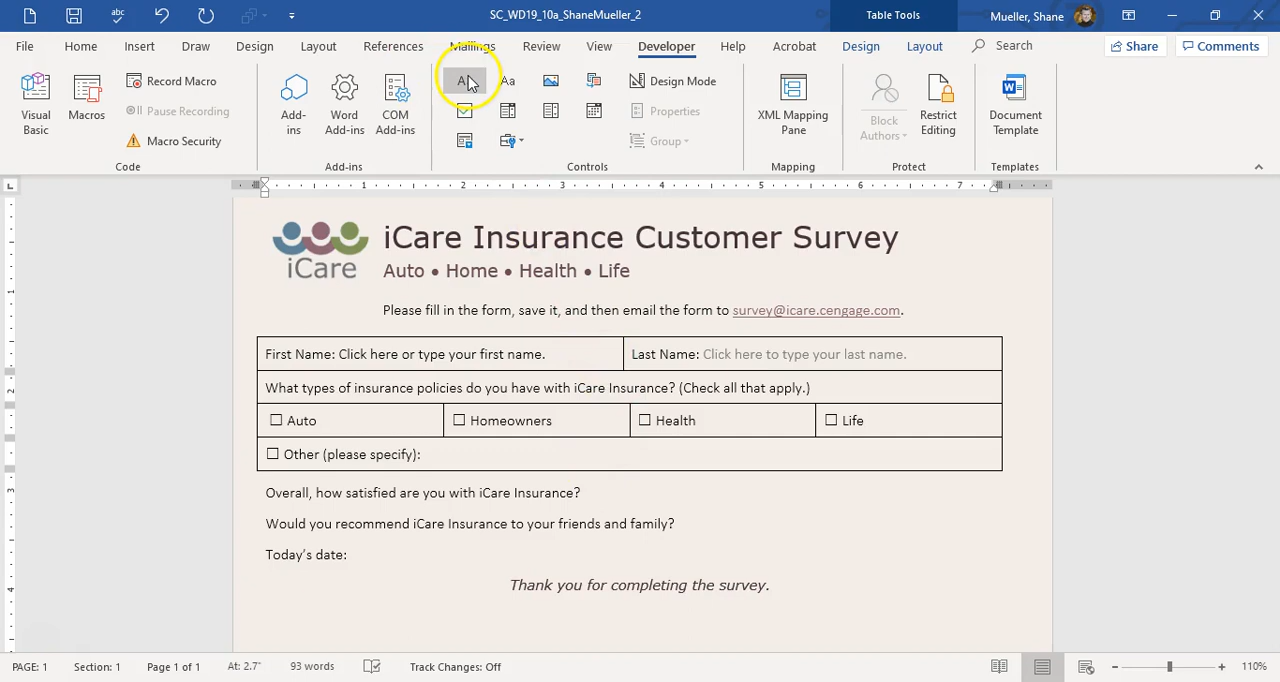 SC_WD19_10a_ShaneMueller_2
Table Tools
Mueller, Shane
File Home Insert Draw Design Layout References Mailings Review View Developer Help Acrobat Design Layout Search Share Comments
abc
Visual Basic
Macros
Record Macro
Pause Recording
Macro Security
Code
Add-ins
Word Add-ins
COM Add-ins
Add-ins
Aa
Design Mode
Properties
Group
Controls
XML Mapping Pane
Mapping
Block Authors
Restrict Editing
Protect
Document Template
Templates
1 2 3 4 5 6 7
iCare
iCare Insurance Customer Survey
Auto • Home • Health • Life
Please fill in the form, save it, and then email the form to survey@icare.cengage.com.
First Name: Click here or type your first name. Last Name: Click here to type your last name.
What types of insurance policies do you have with iCare Insurance? (Check all that apply.)
☐ Auto ☐ Homeowners ☐ Health ☐ Life
☐ Other (please specify):
Overall, how satisfied are you with iCare Insurance?
Would you recommend iCare Insurance to your friends and family?
Today's date:
Thank you for completing the survey.
PAGE: 1 Section: 1 Page 1 of 1 At: 2.7" 93 words Track Changes: Off 110%